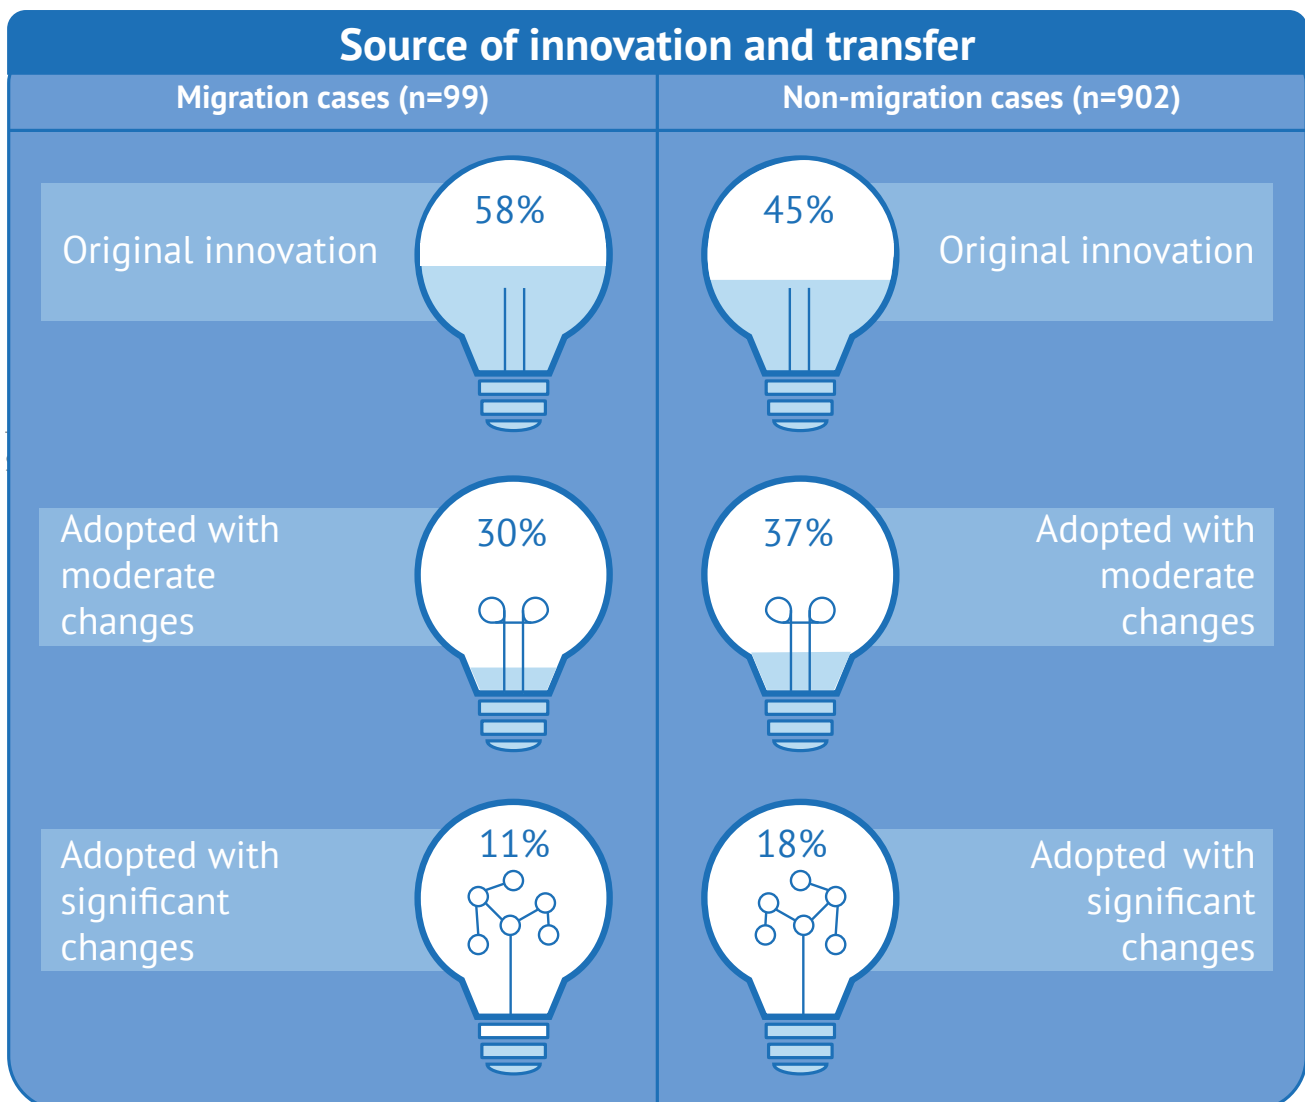 Source of innovation and transfer
Migration cases (n=99)
Non-migration cases (n=902)
58%
Original innovation
45%
Original innovation
30%
Adopted with
moderate
changes
37%
Adopted with
moderate
changes
11%
Adopted with
significant
changes
18%
Adopted with
significant
changes